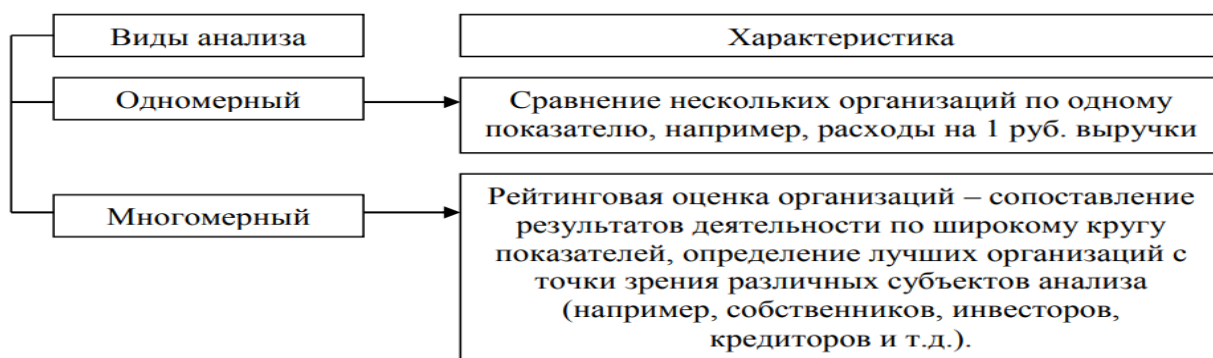 Виды анализа
Характеристика
Одномерный
Сравнение нескольких организаций по одному
показателю, например, расходы на 1 руб. выручки
Многомерный
Рейтинговая оценка организаций – сопоставление
результатов деятельности по широкому кругу
показателей, определение лучших организаций с
точки зрения различных субъектов анализа
(например, собственников, инвесторов,
кредиторов и т.д.).